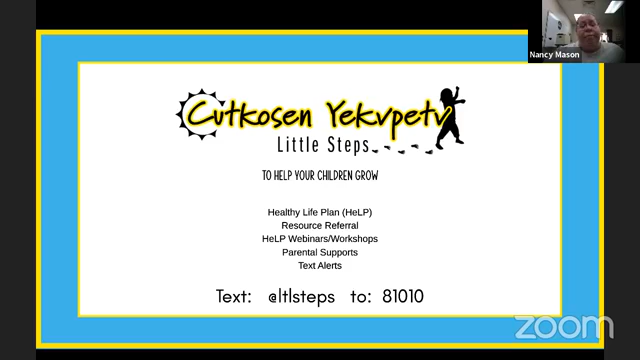 Nancy Mason
Cutkosen Yekvpetv
Little Steps
TO HELP YOUR CHILDREN GROW
Healthy Life Plan (HeLP)
Resource Referral
HeLP Webinars/Workshops
Parental Supports
Text Alerts
Text: @ltlsteps to: 81010
zoom